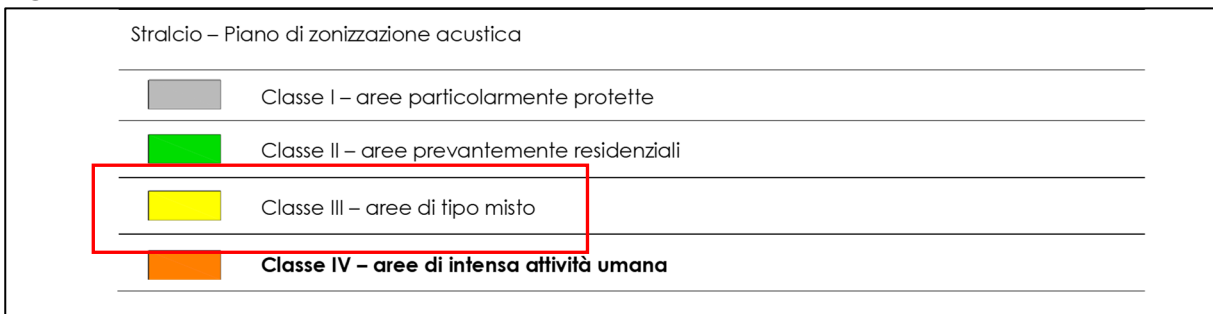 Stralcio – Piano di zonizzazione acustica
Classe I – aree particolarmente protette
Classe II – aree prevantemente residenziali
Classe III – aree di tipo misto
Classe IV – aree di intensa attività umana